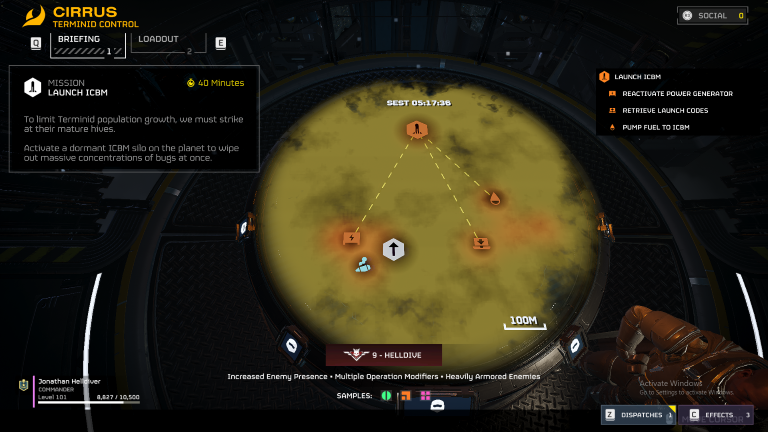 CIRRUS
TERMINID CONTROL
SOCIAL 0
Q BRIEFING 1 LOADOUT 2 E
MISSION
LAUNCH ICBM
40 Minutes
To limit Terminid population growth, we must strike
at their mature hives.
Activate a dormant ICBM silo on the planet to wipe
out massive concentrations of bugs at once.
LAUNCH ICBM
REACTIVATE POWER GENERATOR
RETRIEVE LAUNCH CODES
PUMP FUEL TO ICBM
SEST 05:17:36
100M
9 - HELLDIVE
Increased Enemy Presence • Multiple Operation Modifiers • Heavily Armored Enemies
SAMPLES:
Jonathan Helldiver
COMMANDER
Level 101 8,827 / 10,500
Activate Windows
Go to Settings to activate Windows.
Z DISPATCHES 1
C EFFECTS 3
MOVE CURSOR